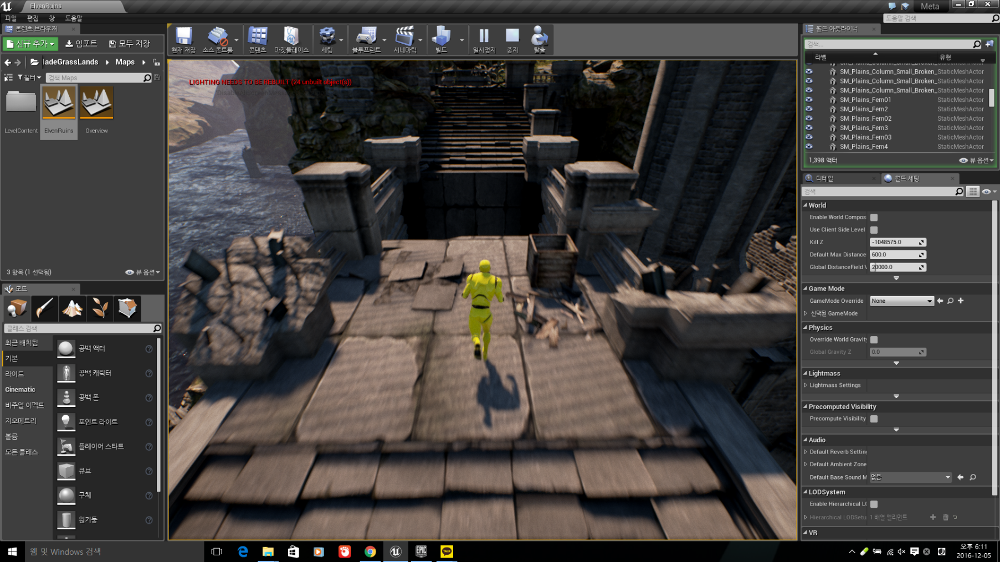 ElvenRuins
Meta
파일 편집 창 도움말
도움말 검색
콘텐츠 브라우저
신규 추가 임포트 모두 저장
ladeGrassLands Maps
필터 검색 Maps
LevelContent ElvenRuins Overview
3 항목 (1 선택됨) 뷰 옵션
현재 저장 소스 콘트롤 콘텐츠 마켓플레이스 세팅 블루프린트 시네마틱 빌드 일시정지 중지 탈출
LIGHTING NEEDS TO BE REBUILT (24 unbuilt object(s))
모드
클래스 검색
최근 배치됨
기본
라이트
Cinematic
비주얼 이펙트
지오메트리
볼륨
모든 클래스
공백 액터
공백 캐릭터
공백 폰
포인트 라이트
플레이어 스타트
큐브
구체
원기둥
월드 아웃라이너
검색...
라벨 유형
SM_Plains_Column_Small_Broken_ StaticMeshActor
SM_Plains_Column_Small_Broken_ StaticMeshActor
SM_Plains_Column_Small_Broken_ StaticMeshActor
SM_Plains_Fern01 StaticMeshActor
SM_Plains_Fern2 StaticMeshActor
SM_Plains_Fern02 StaticMeshActor
SM_Plains_Fern3 StaticMeshActor
SM_Plains_Fern03 StaticMeshActor
SM_Plains_Fern4 StaticMeshActor
1,398 액터 뷰 옵션
디테일 월드 세팅
검색
World
Enable World Compos
Use Client Side Level
Kill Z -1048575.0
Default Max Distance 600.0
Global DistanceField V 20000.0
Game Mode
GameMode Override None
선택된 GameMode
Physics
Override World Gravity
Global Gravity Z 0.0
Lightmass
Lightmass Settings
Precomputed Visibility
Precompute Visibility
Audio
Default Reverb Settin
Default Ambient Zone
Default Base Sound M 없음
LODSystem
Enable Hierarchical LO
Hierarchical LODSetu 1 배열 엘리먼트
VR
웹 및 Windows 검색
EPIC GAMES
TALK
오후 6:11
2016-12-05